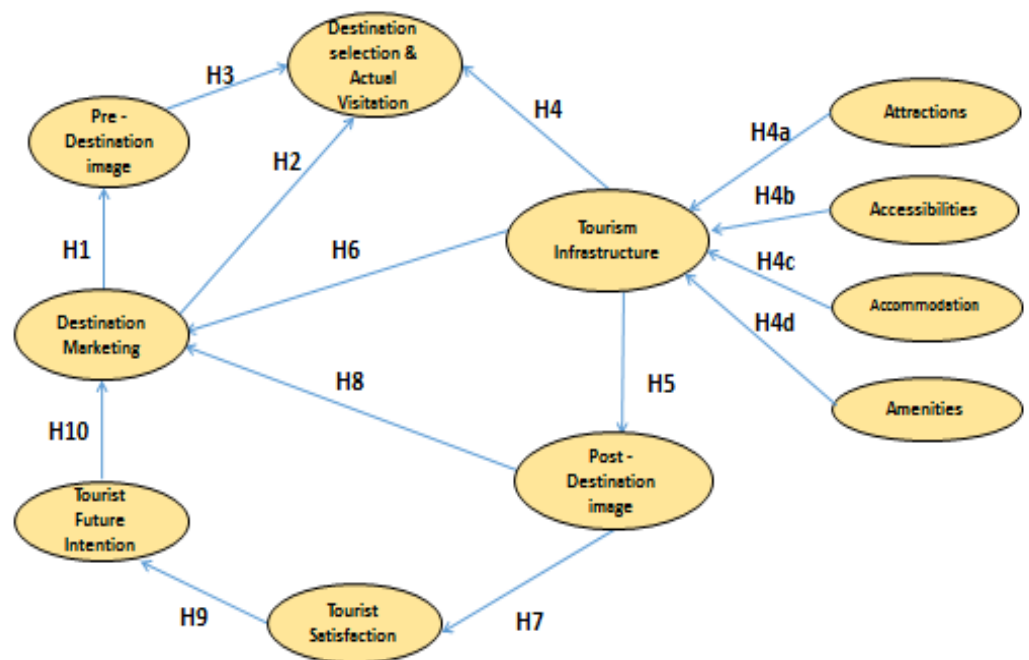 Destination
selection &
Actual
Visitation
H3
H4
Pre -
Destination
image
Attractions
H4a
H2
H4b
Accessibilities
H1
H6
Tourism
Infrastructure
H4c
Accommodation
Destination
Marketing
H4d
H8
H5
Amenities
H10
Post -
Destination
image
Tourist
Future
Intention
H9
Tourist
Satisfaction
H7